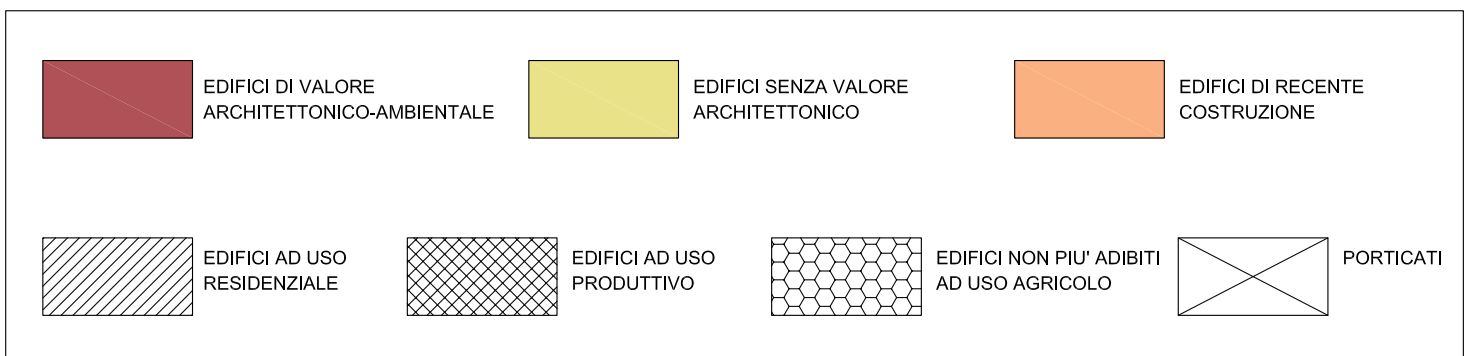 EDIFICI DI VALORE
ARCHITETTONICO-AMBIENTALE
EDIFICI SENZA VALORE
ARCHITETTONICO
EDIFICI DI RECENTE
COSTRUZIONE
EDIFICI AD USO
RESIDENZIALE
EDIFICI AD USO
PRODUTTIVO
EDIFICI NON PIU' ADIBITI
AD USO AGRICOLO
PORTICATI